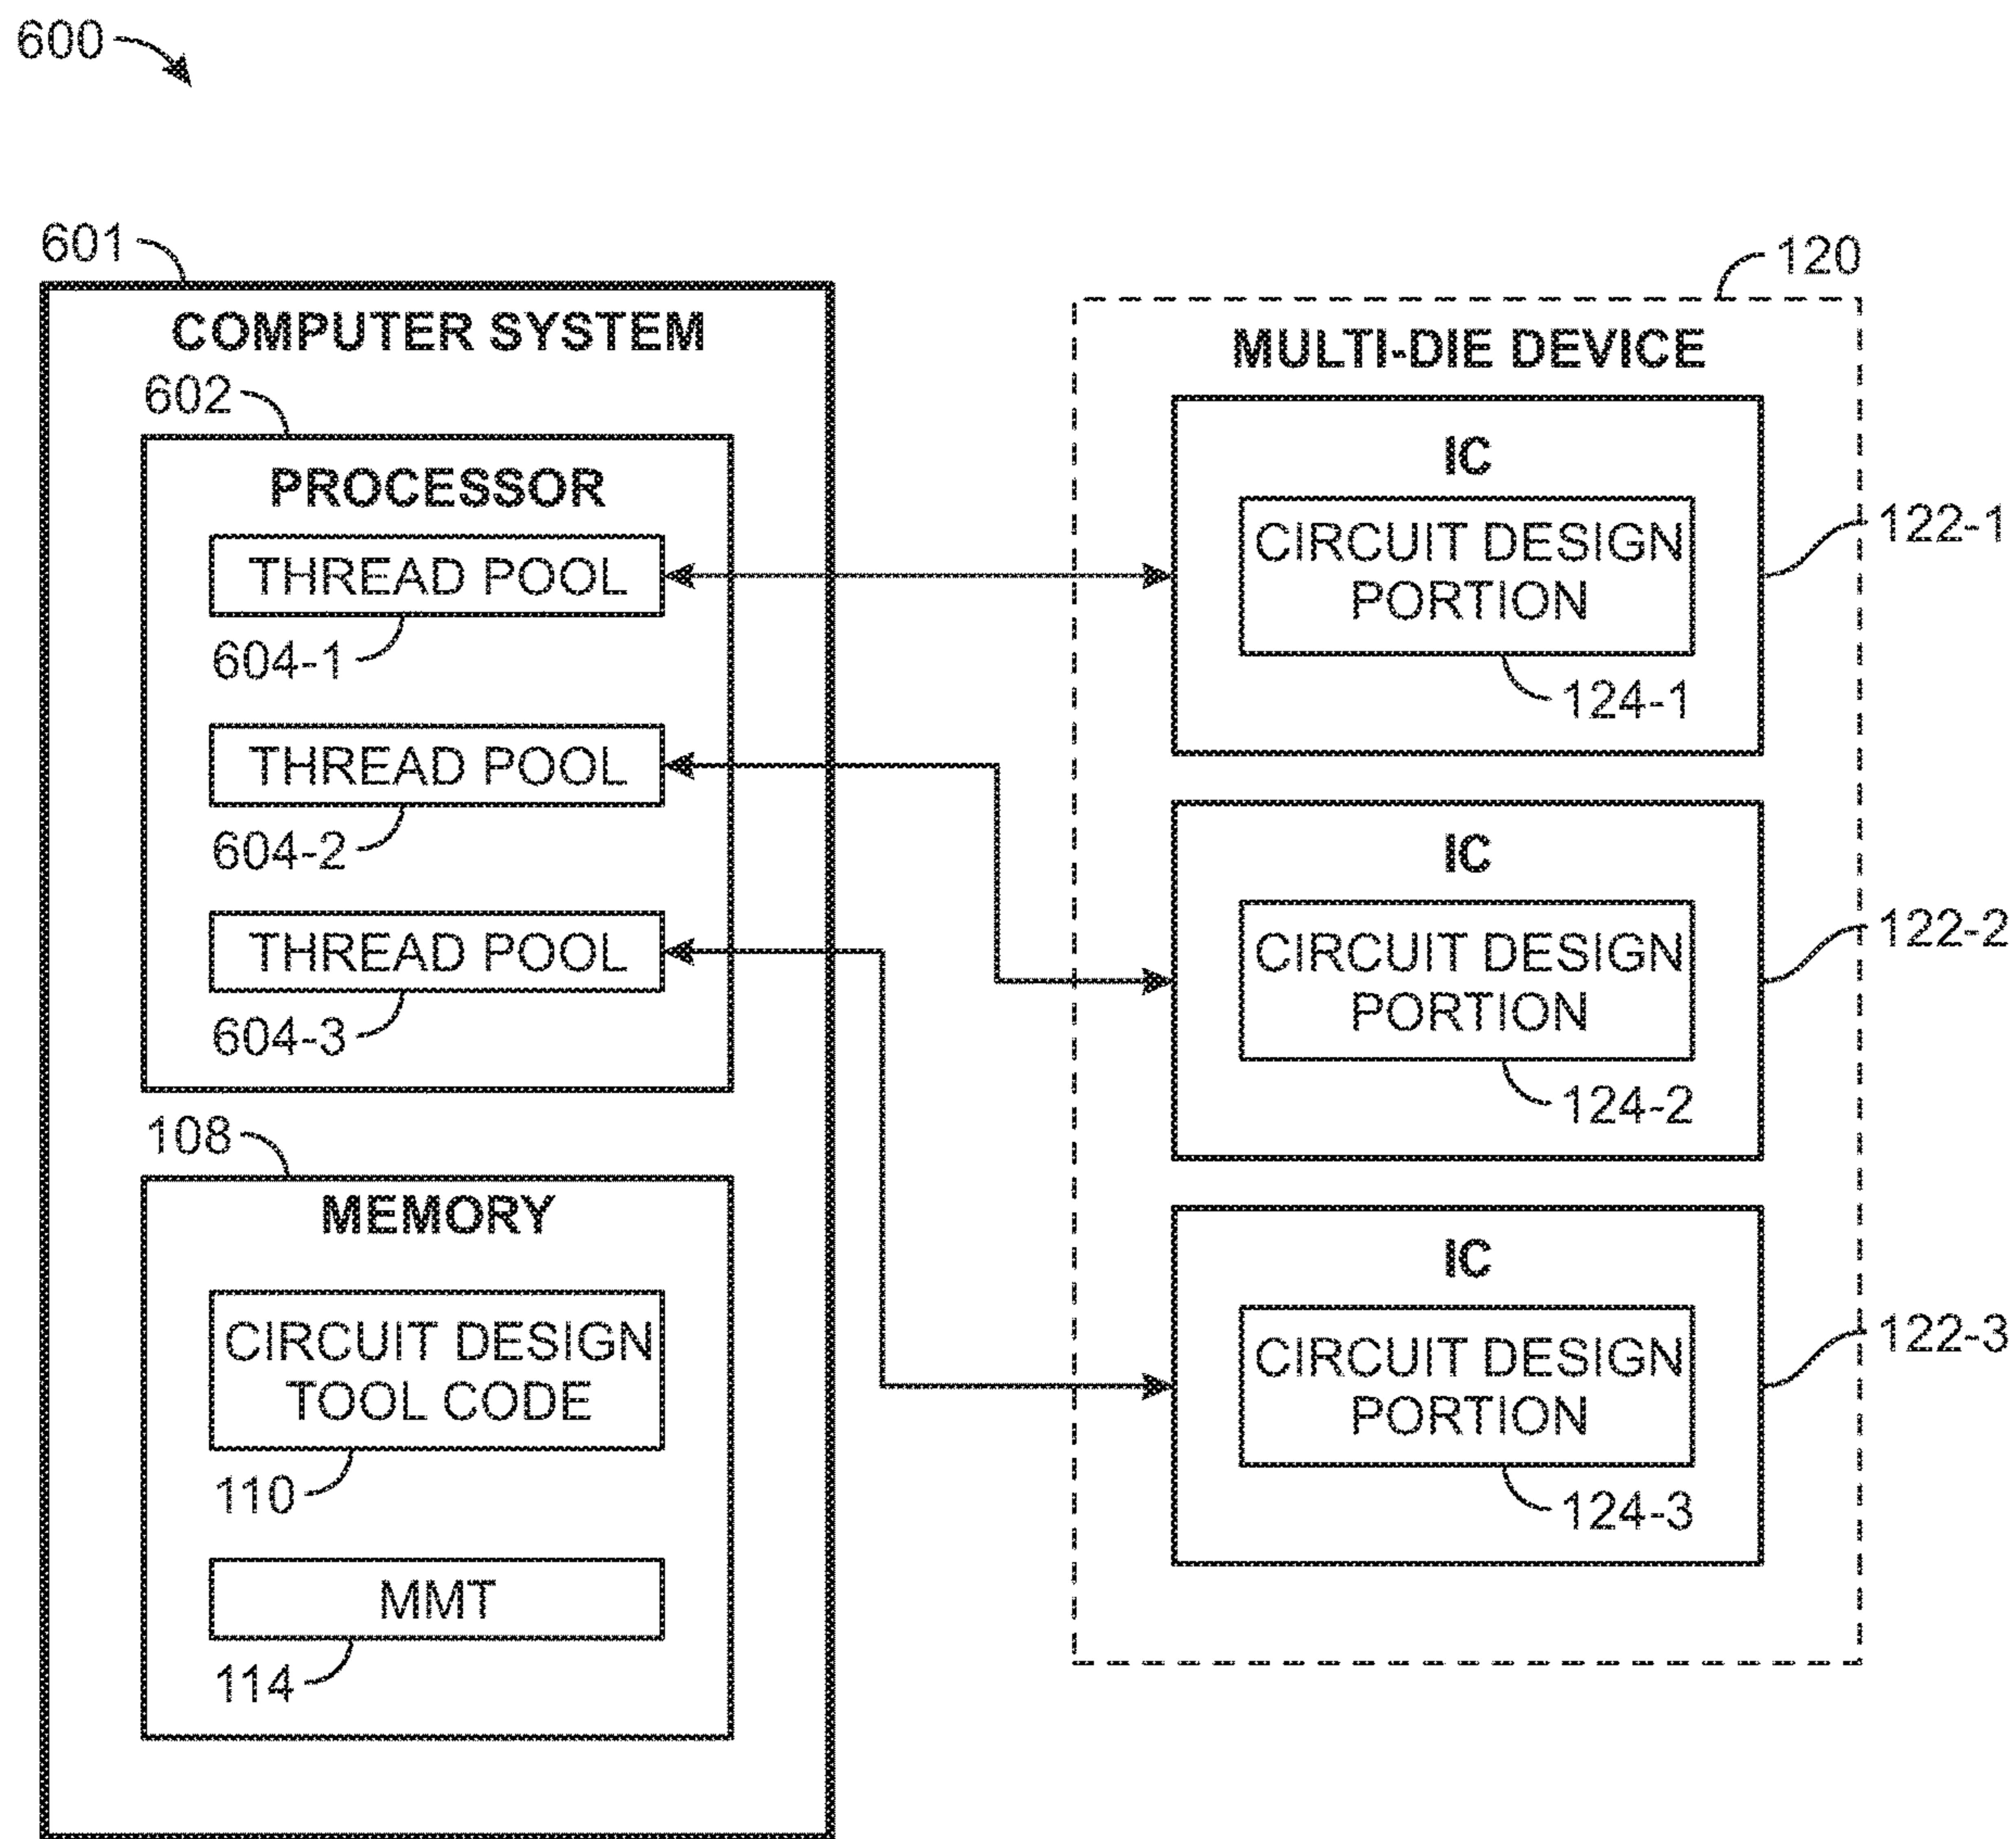 600
601
COMPUTER SYSTEM
602
PROCESSOR
THREAD POOL
604-1
THREAD POOL
604-2
THREAD POOL
604-3
108
MEMORY
CIRCUIT DESIGN
TOOL CODE
110
MMT
114
120
MULTI-DIE DEVICE
IC
CIRCUIT DESIGN
PORTION
122-1
124-1
IC
CIRCUIT DESIGN
PORTION
122-2
124-2
IC
CIRCUIT DESIGN
PORTION
122-3
124-3